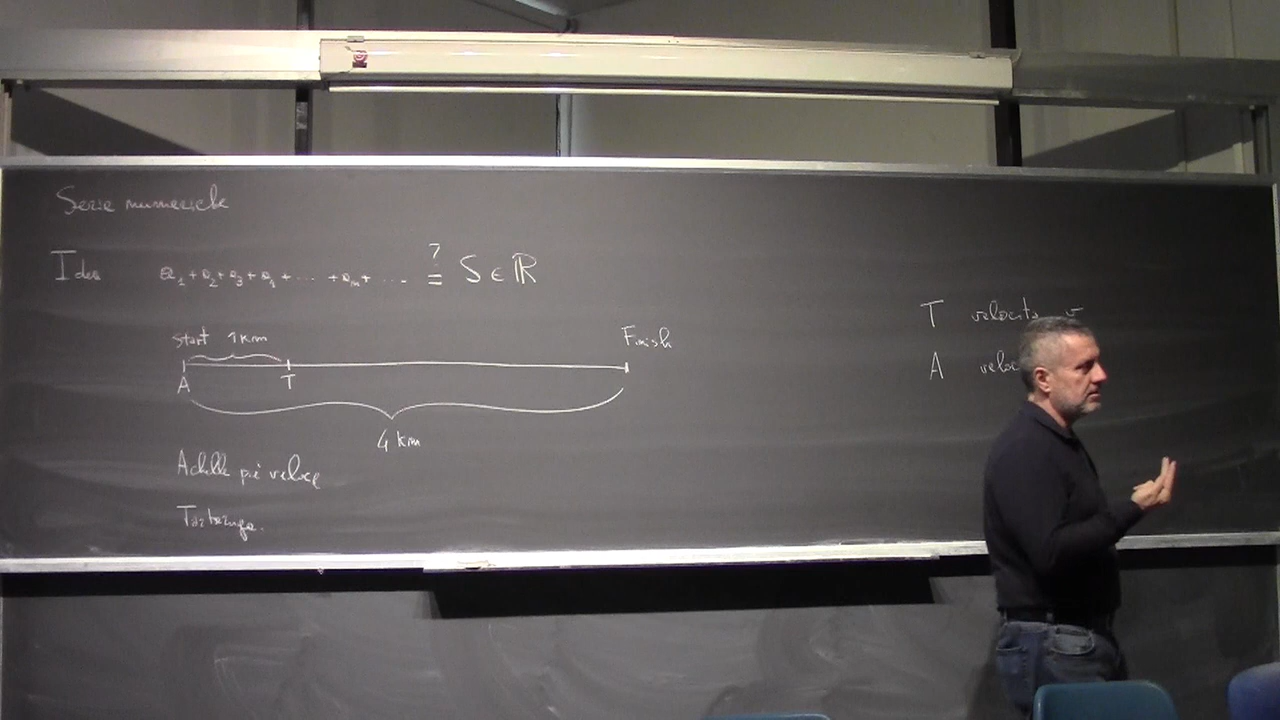 Serie numeriche
Idea a₁ + a₂ + a₃ + a₄ + ..... + aₙ + .... =? S ∈ ℝ
Start 1 km Finish
A T
4 km
Achille più veloce
Tartaruga.
T velocità v
A